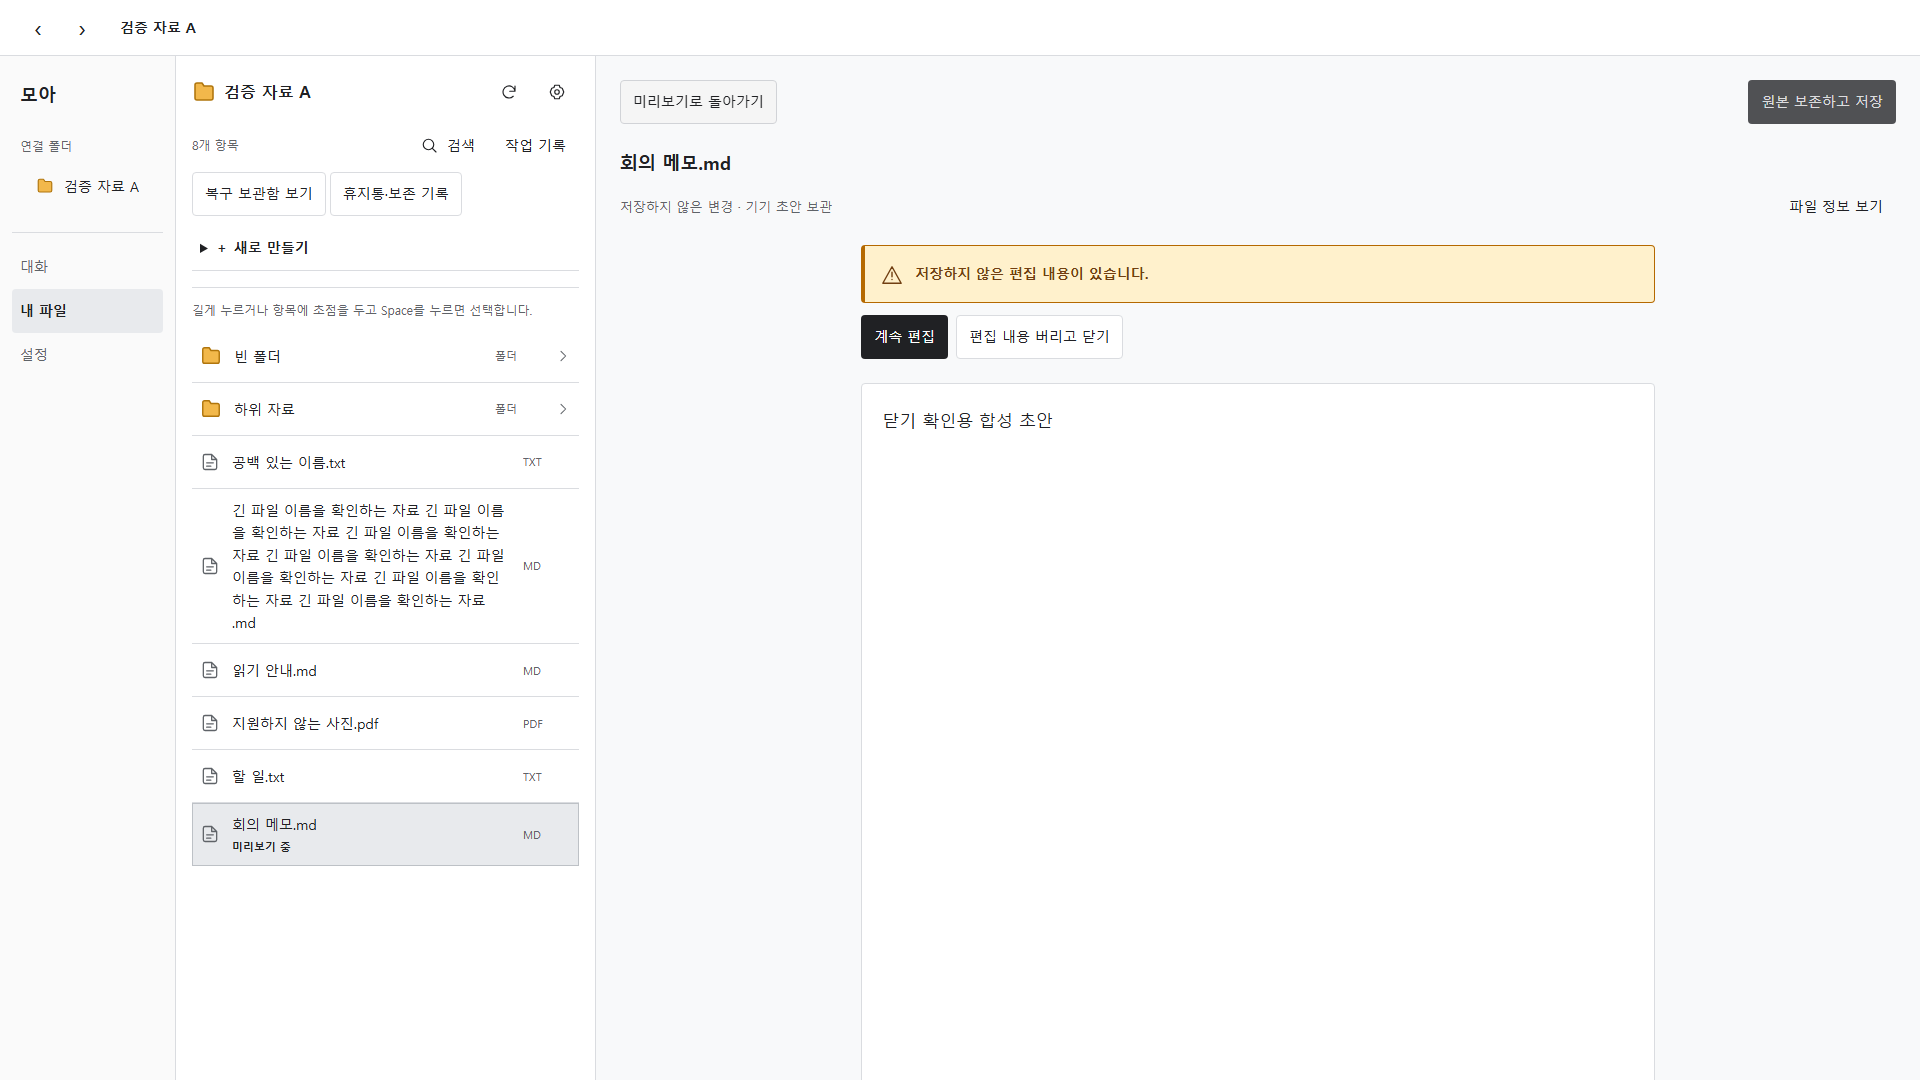 검증 자료 A
모아
연결 폴더
검증 자료 A
대화
내 파일
설정
검증 자료 A
8개 항목
검색
작업 기록
복구 보관함 보기
휴지통·보존 기록
+ 새로 만들기
길게 누르거나 항목에 초점을 두고 Space를 누르면 선택합니다.
빈 폴더
폴더
하위 자료
폴더
공백 있는 이름.txt
TXT
긴 파일 이름을 확인하는 자료 긴 파일 이름
을 확인하는 자료 긴 파일 이름을 확인하는
자료 긴 파일 이름을 확인하는 자료 긴 파일
이름을 확인하는 자료 긴 파일 이름을 확인
하는 자료 긴 파일 이름을 확인하는 자료
.md
MD
읽기 안내.md
MD
지원하지 않는 사진.pdf
PDF
할 일.txt
TXT
회의 메모.md
미리보기 중
MD
미리보기로 돌아가기
원본 보존하고 저장
회의 메모.md
저장하지 않은 변경 · 기기 초안 보관
파일 정보 보기
저장하지 않은 편집 내용이 있습니다.
계속 편집
편집 내용 버리고 닫기
닫기 확인용 합성 초안